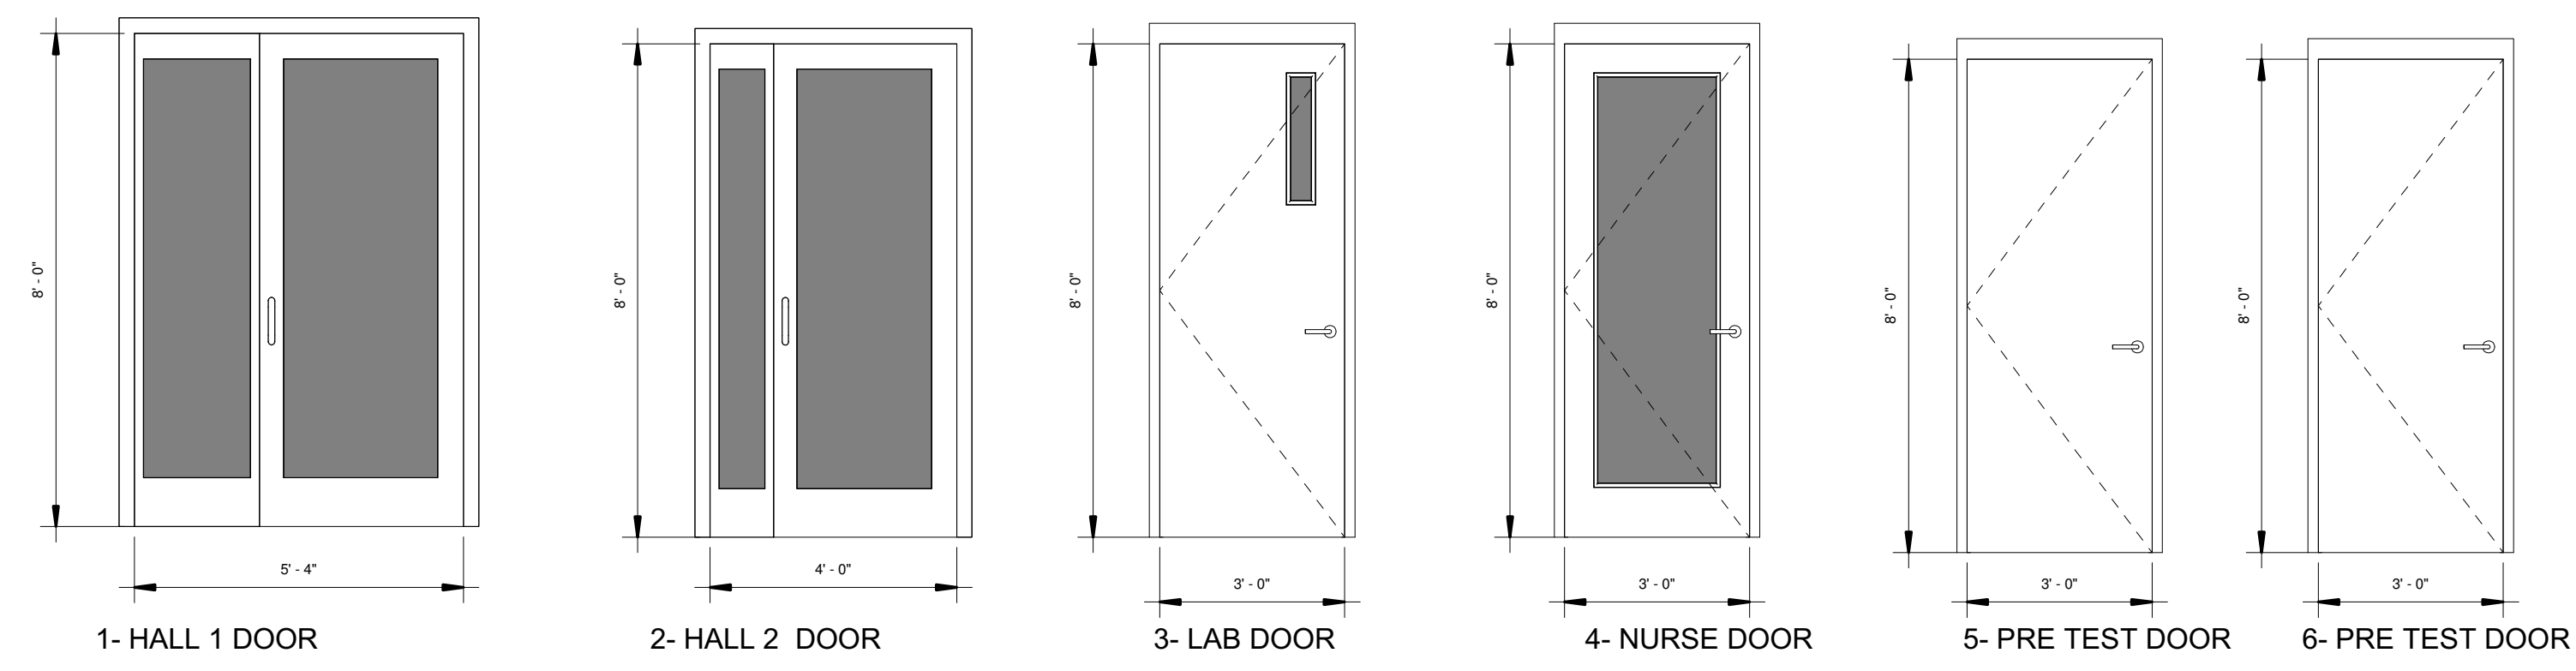 8' - 0"
5' - 4"
1- HALL 1 DOOR
8' - 0"
4' - 0"
2- HALL 2  DOOR
8' - 0"
3' - 0"
3- LAB DOOR
8' - 0"
3' - 0"
4- NURSE DOOR
8' - 0"
3' - 0"
5- PRE TEST DOOR
8' - 0"
3' - 0"
6- PRE TEST DOOR